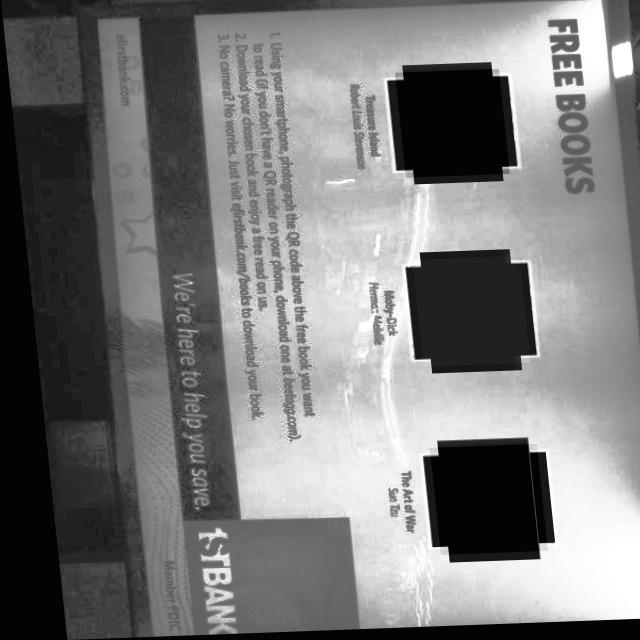 FREE BOOKS
Treasure Island
Robert Louis Stevenson
Moby-Dick
Herman Melville
The Art of War
Sun Tzu
1. Using your smartphone, photograph the QR code above the free book you want
to read (if you don't have a QR reader on your phone, download one at beetagg.com).
2. Download your chosen book and enjoy a free read on us.
3. No camera? No worries. Just visit efirstbank.com/books to download your book.
We're here to help you save.
efirstbank.com
1STBANK
Member FDIC